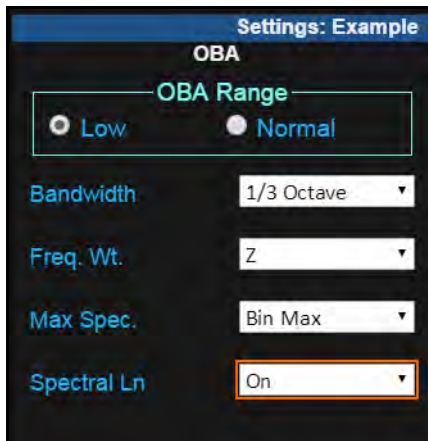 Settings: Example
OBA
OBA Range
Low Normal
Bandwidth 1/3 Octave
Freq. Wt. Z
Max Spec. Bin Max
Spectral Ln On